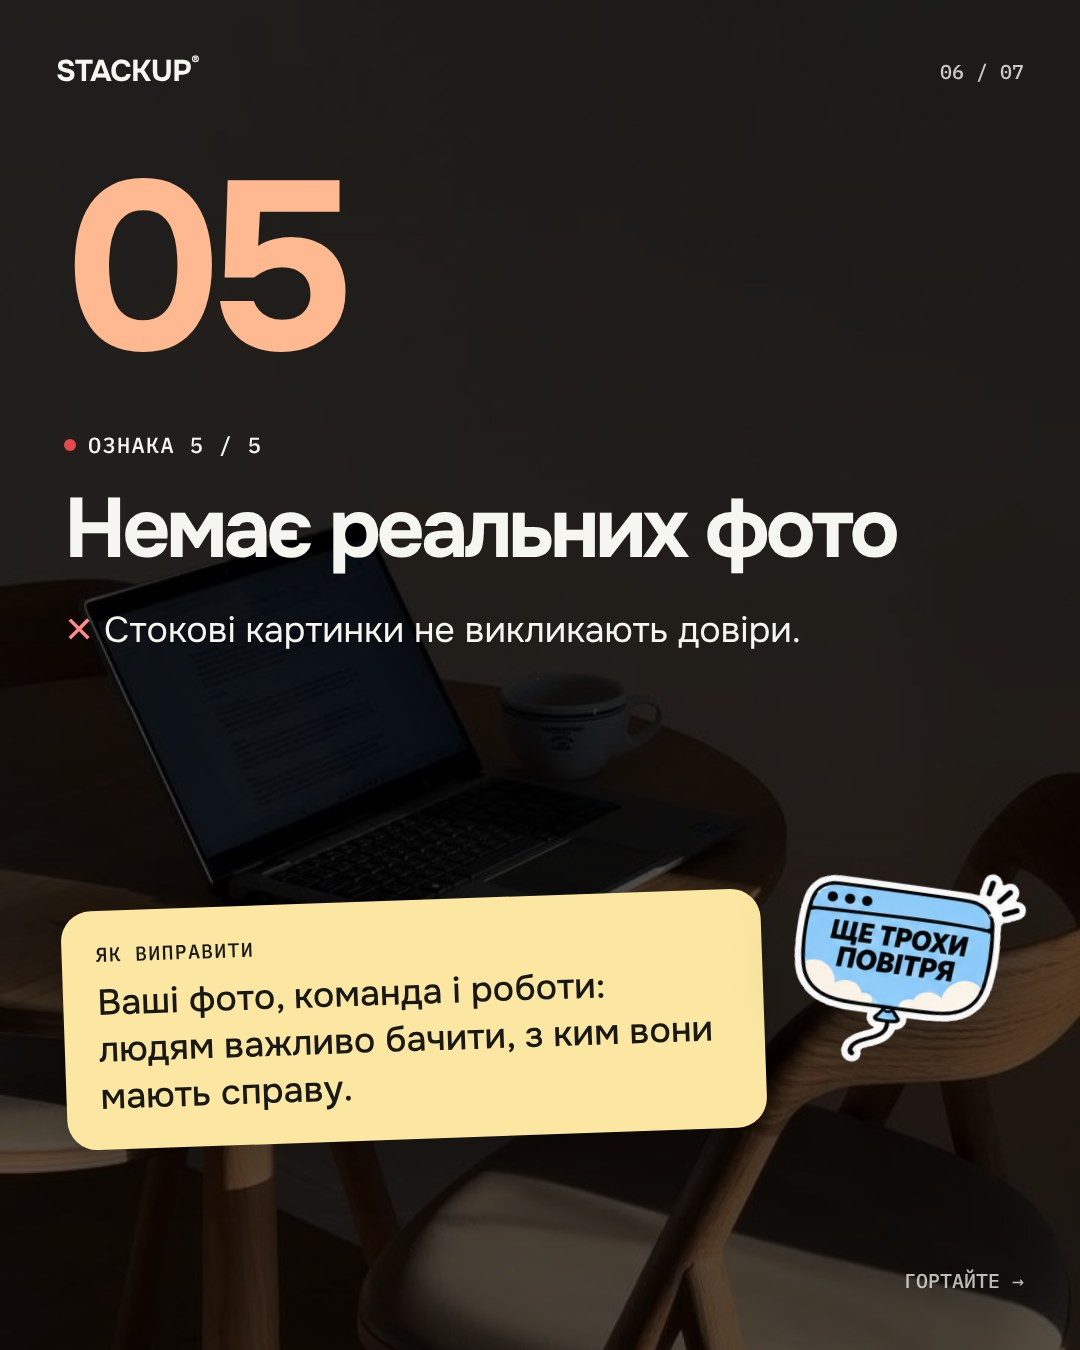 STACKUP®
06 / 07
05
ОЗНАКА 5 / 5
Немає реальних фото
× Стокові картинки не викликають довіри.
ЯК ВИПРАВИТИ
Ваші фото, команда і роботи:
людям важливо бачити, з ким вони
мають справу.
ЩЕ ТРОХИ
ПОВІТРЯ
ГОРТАЙТЕ →